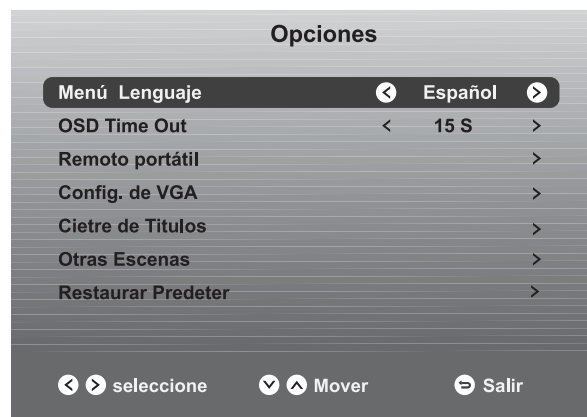 Opciones
Menú Lenguaje < Español >
OSD Time Out < 15 S >
Remoto portátil >
Config. de VGA >
Cietre de Titulos >
Otras Escenas >
Restaurar Predeter >
seleccione Mover Salir